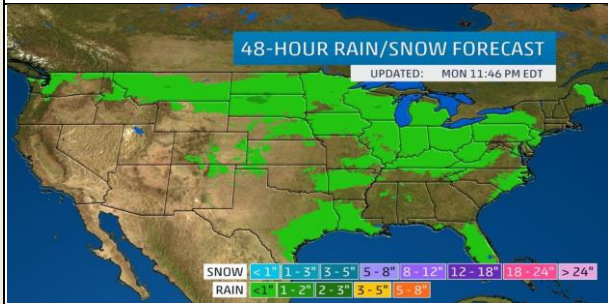 48-HOUR RAIN/SNOW FORECAST
UPDATED: MON 11:46 PM EDT
SNOW <1" 1 - 3" 3 - 5" 5 - 8" 8 - 12" 12 - 18" 18 - 24" > 24"
RAIN <1" 1 - 2" 2 - 3" 3 - 5" 5 - 8"